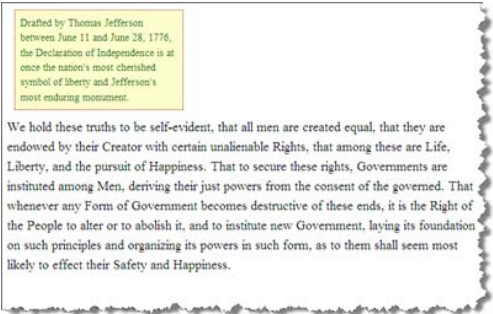 Drafted by Thomas Jefferson
between June 11 and June 28, 1776,
the Declaration of Independence is at
once the nation's most cherished
symbol of liberty and Jefferson's
most enduring monument.
We hold these truths to be self-evident, that all men are created equal, that they are
endowed by their Creator with certain unalienable Rights, that among these are Life,
Liberty, and the pursuit of Happiness. That to secure these rights, Governments are
instituted among Men, deriving their just powers from the consent of the governed. That
whenever any Form of Government becomes destructive of these ends, it is the Right of
the People to alter or to abolish it, and to institute new Government, laying its foundation
on such principles and organizing its powers in such form, as to them shall seem most
likely to effect their Safety and Happiness.